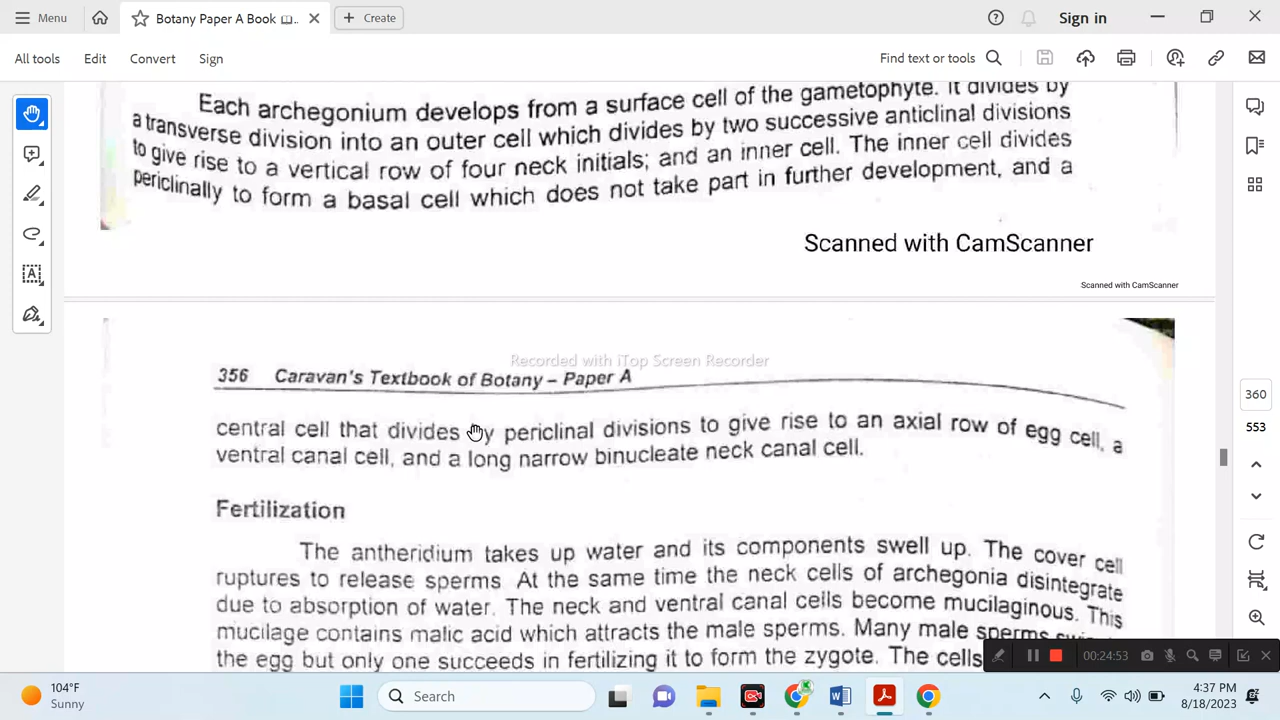 Menu
Botany Paper A Book
Create
Sign in
All tools
Edit
Convert
Sign
Find text or tools
Each archegonium develops from a surface cell of the gametophyte. It divides by
a transverse division into an outer cell which divides by two successive anticlinal divisions
to give rise to a vertical row of four neck initials; and an inner cell. The inner cell divides
periclinally to form a basal cell which does not take part in further development, and a
Scanned with CamScanner
Scanned with CamScanner
Recorded with iTop Screen Recorder
356 Caravan's Textbook of Botany – Paper A
central cell that divides by periclinal divisions to give rise to an axial row of egg cell, a
ventral canal cell, and a long narrow binucleate neck canal cell.
Fertilization
The antheridium takes up water and its components swell up. The cover cell
ruptures to release sperms. At the same time the neck cells of archegonia disintegrate
due to absorption of water. The neck and ventral canal cells become mucilaginous. This
mucilage contains malic acid which attracts the male sperms. Many male sperms
the egg but only one succeeds in fertilizing it to form the zygote. The cells
360
553
00:24:53
104°F
Sunny
Search
4:37 PM
8/18/2023